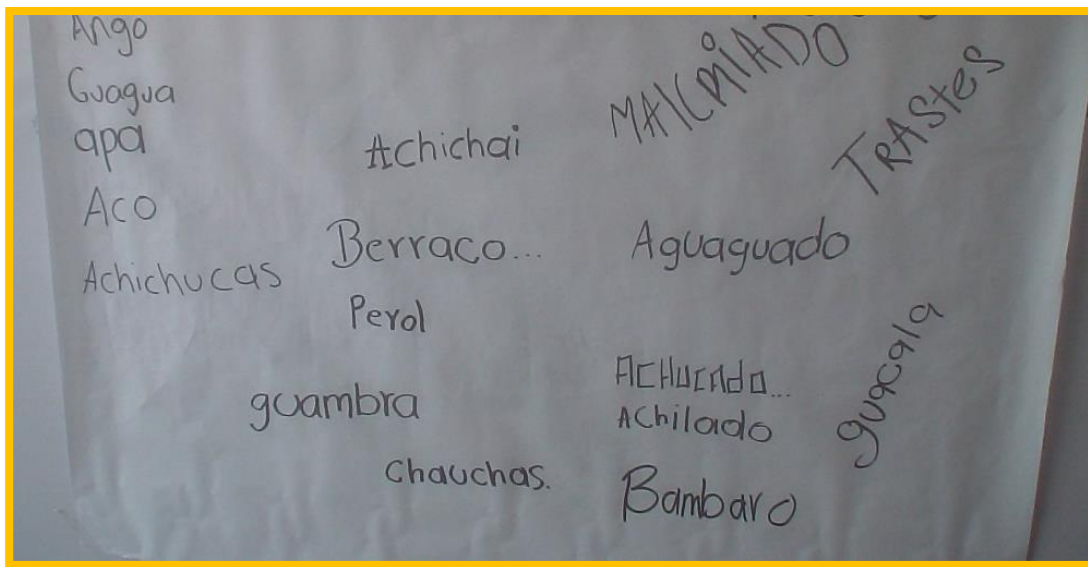 Ango
Guagua
apa
Aco
Achichucas
Achichai
Berraco...
Perol
guambra
chauchas.
MAlCRIADO
TRAStes
Aguaguado
ACHUCAdO...
AChilado
Bambaro
guacala